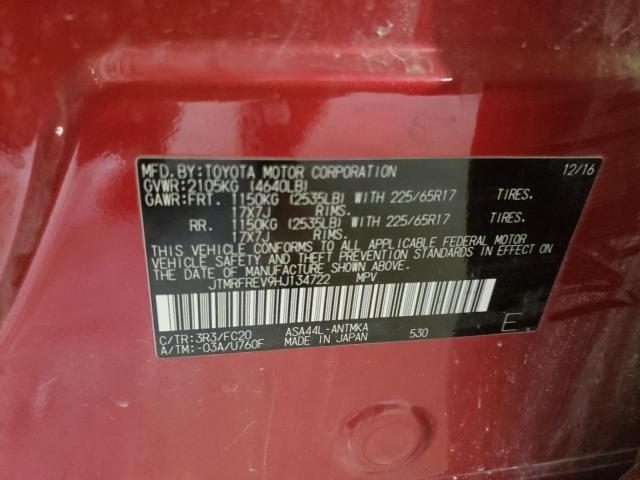 MFD.BY:TOYOTA MOTOR CORPORATION 12/16
GVWR:2105KG (4640LB)
GAWR:FRT. 1150KG (2535LB) WITH 225/65R17 TIRES.
17X7J RIMS.
RR. 1150KG (2535LB) WITH 225/65R17 TIRES.
17X7J RIMS.
THIS VEHICLE CONFORMS TO ALL APPLICABLE FEDERAL MOTOR
VEHICLE SAFETY AND THEFT PREVENTION STANDARDS IN EFFECT ON
THE DATE OF MANUFACTURE SHOWN ABOVE.
JTMRFREV9HJ134722 MPV
C/TR:3R3/FC20 ASA44L-ANTMKA
A/TM:-03A/U760F MADE IN JAPAN 530 E